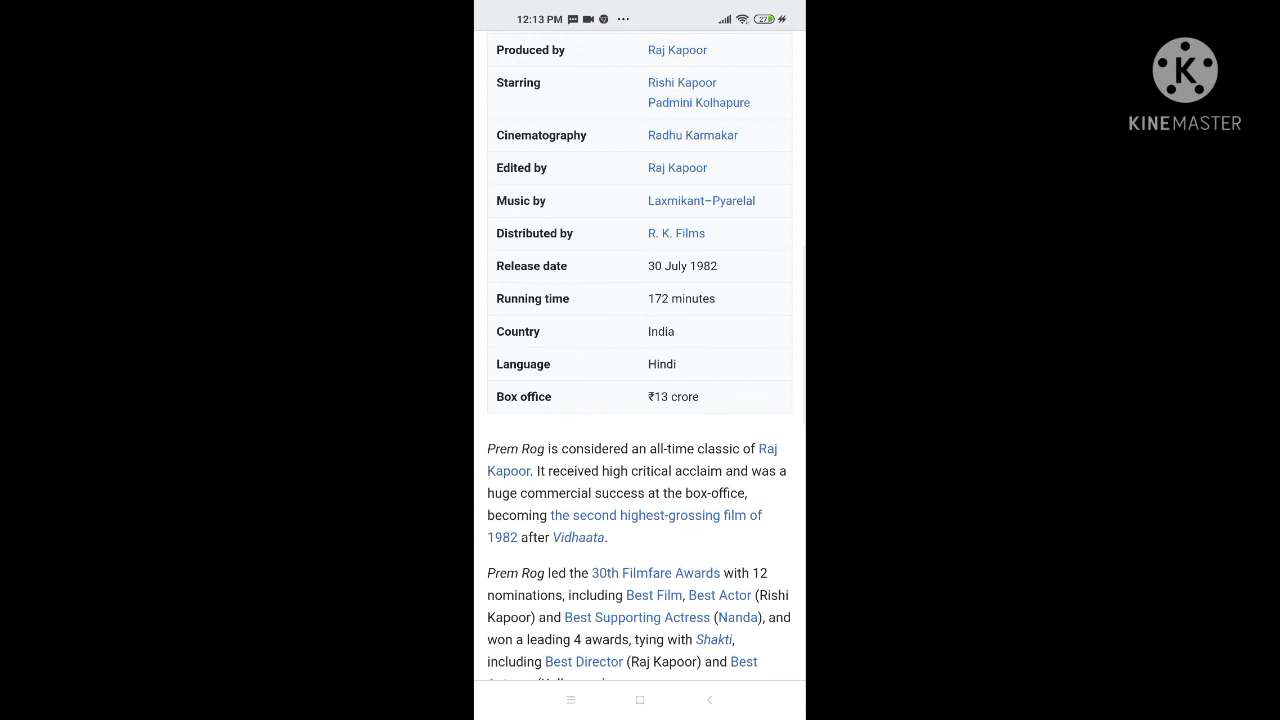 12:13 PM
27
Produced by Raj Kapoor
Starring Rishi Kapoor
Padmini Kolhapure
Cinematography Radhu Karmakar
Edited by Raj Kapoor
Music by Laxmikant–Pyarelal
Distributed by R. K. Films
Release date 30 July 1982
Running time 172 minutes
Country India
Language Hindi
Box office ₹13 crore
Prem Rog is considered an all-time classic of Raj
Kapoor. It received high critical acclaim and was a
huge commercial success at the box-office,
becoming the second highest-grossing film of
1982 after Vidhaata.
Prem Rog led the 30th Filmfare Awards with 12
nominations, including Best Film, Best Actor (Rishi
Kapoor) and Best Supporting Actress (Nanda), and
won a leading 4 awards, tying with Shakti,
including Best Director (Raj Kapoor) and Best
K
KINEMASTER